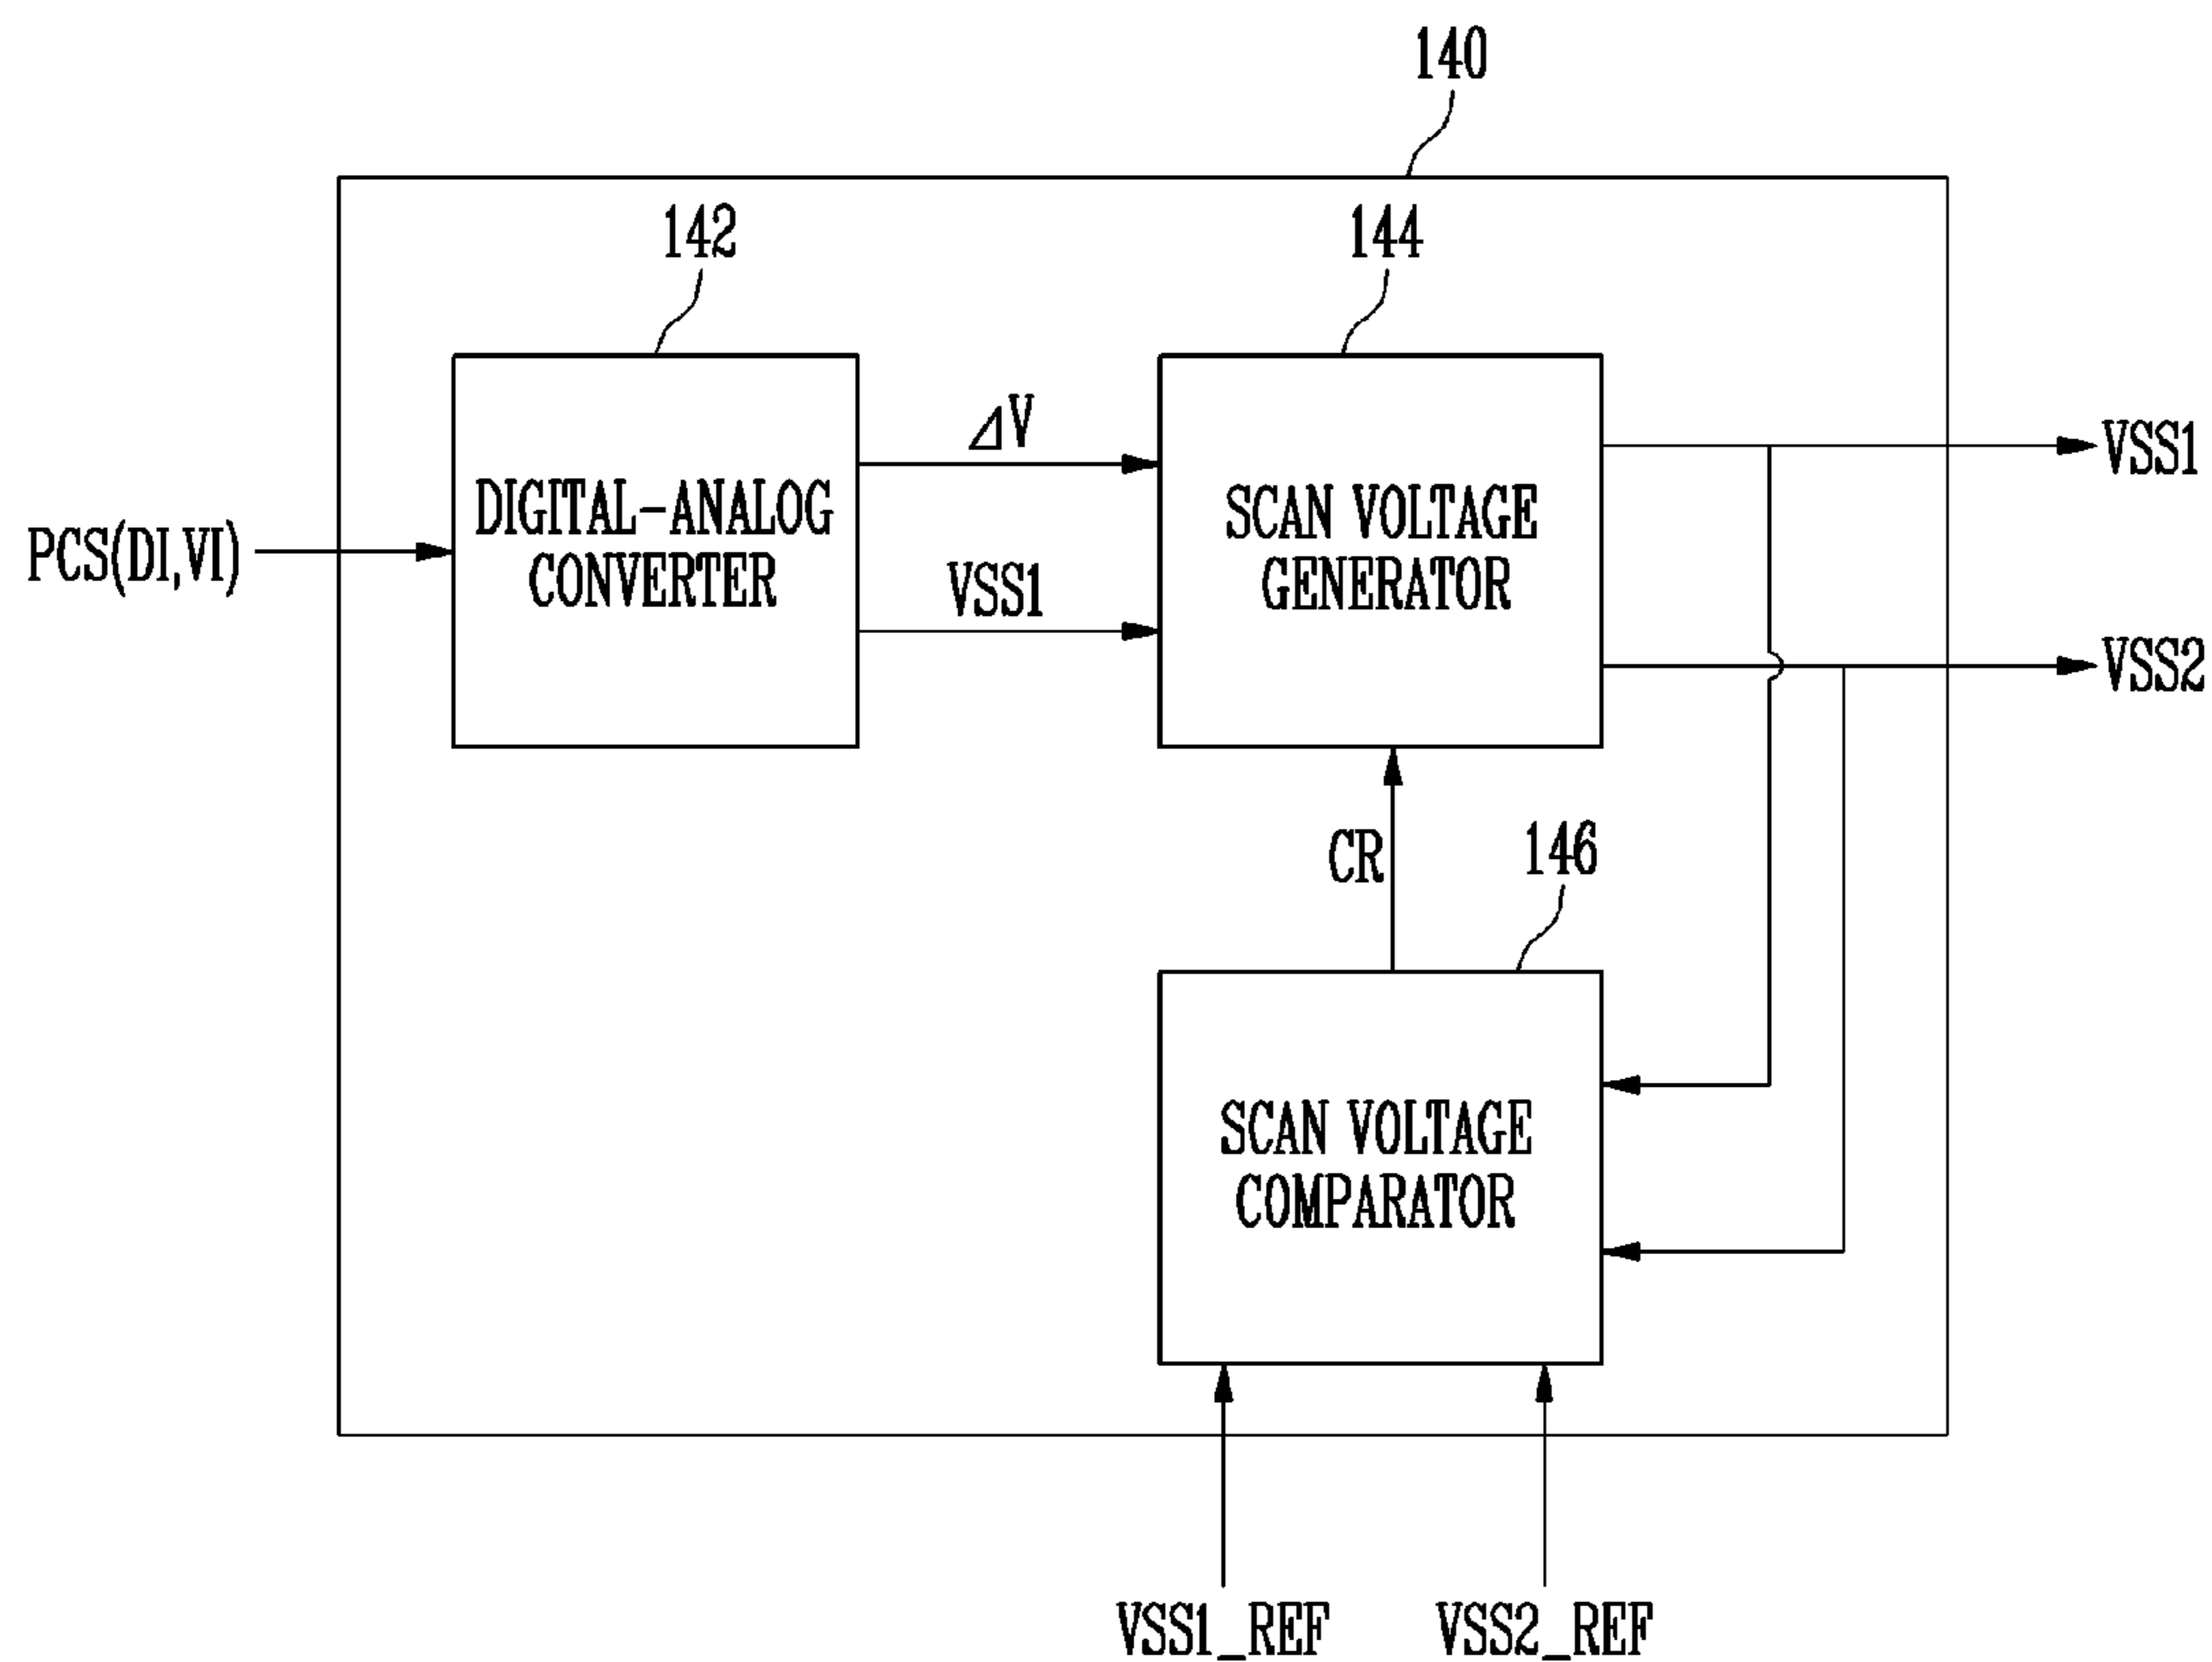 140
142
144
DIGITAL-ANALOG
CONVERTER
ΔV
VSS1
SCAN VOLTAGE
GENERATOR
VSS1
VSS2
PCS(DI,VI)
CR
146
SCAN VOLTAGE
COMPARATOR
VSS1_REF
VSS2_REF